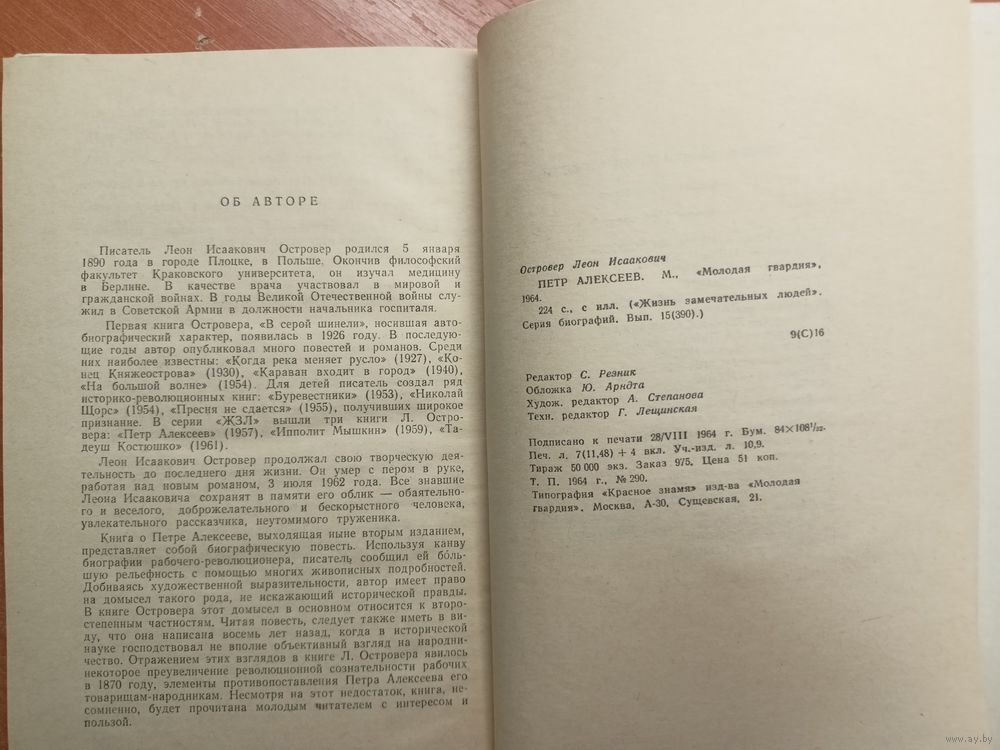 ОБ АВТОРЕ
Писатель Леон Исаакович Островер родился 5 января
1890 года в городе Плоцке, в Польше. Окончив философский
факультет Краковского университета, он изучал медицину
в Берлине. В качестве врача участвовал в мировой и
гражданской войнах. В годы Великой Отечественной войны слу-
жил в Советской Армии в должности начальника госпиталя.
Первая книга Островера, «В серой шинели», носившая авто-
биографический характер, появилась в 1926 году. В последую-
щие годы автор опубликовал много повестей и романов. Среди
них наиболее известны: «Когда река меняет русло» (1927), «Ко-
нец Княжеострова» (1930), «Караван входит в город» (1940),
«На большой волне» (1954). Для детей писатель создал ряд
историко-революционных книг: «Буревестники» (1953), «Николай
Щорс» (1954), «Пресня не сдается» (1955), получивших широкое
признание. В серии «ЖЗЛ» вышли три книги Л. Остро-
вера: «Петр Алексеев» (1957), «Ипполит Мышкин» (1959), «Та-
деуш Костюшко» (1961).
Леон Исаакович Островер продолжал свою творческую дея-
тельность до последнего дня жизни. Он умер с пером в руке,
работая над новым романом, 3 июля 1962 года. Все знавшие
Леона Исааковича сохранят в памяти его облик — обаятельно-
го и веселого, доброжелательного и бескорыстного человека,
увлекательного рассказчика, неутомимого труженика.
Книга о Петре Алексееве, выходящая ныне вторым изданием,
представляет собой биографическую повесть. Используя канву
биографии рабочего-революционера, писатель сообщил ей боль-
шую рельефность с помощью многих живописных подробностей.
Добиваясь художественной выразительности, автор имеет право
на домысел такого рода, не искажающий исторической правды.
В книге Островера этот домысел в основном относится к второ-
степенным частностям. Читая повесть, следует также иметь в ви-
ду, что она написана восемь лет назад, когда в исторической
науке господствовал не вполне объективный взгляд на народни-
чество. Отражением этих взглядов в книге Л. Островера явилось
некоторое преувеличение революционной сознательности рабочих
в 1870 году, элементы противопоставления Петра Алексеева его
товарищам-народникам. Несмотря на этот недостаток, книга, не-
сомненно, будет прочитана молодым читателем с интересом и
пользой.
Островер Леон Исаакович
ПЕТР АЛЕКСЕЕВ. М., «Молодая гвардия»,
1964.
224 с., с илл. («Жизнь замечательных людей».
Серия биографий. Вып. 15(390).)
9(С)16
Редактор С. Резник
Обложка Ю. Арндта
Худож. редактор А. Степанова
Техн. редактор Г. Лещинская
Подписано к печати 28/VIII 1964 г. Бум. 84×108¹/₃₂.
Печ. л. 7(11,48) + 4 вкл. Уч.-изд. л. 10,9.
Тираж 50 000 экз. Заказ 975. Цена 51 коп.
Т. П. 1964 г., № 290.
Типография «Красное знамя» изд-ва «Молодая
гвардия». Москва, А-30, Сущевская, 21.
www.ay.by